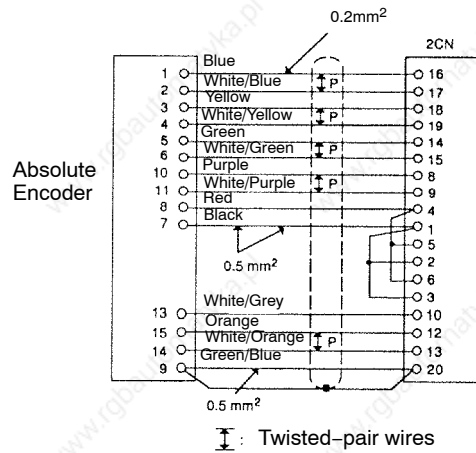 0.2mm²
2CN
Blue
1 16
White/Blue P
2 17
Yellow
3 18
White/Yellow P
4 19
Green
5 14
White/Green P
6 15
Purple
10 8
White/Purple P
11 9
Red
8 4
Black
7 1
Absolute
Encoder
5
0.5 mm²
2
6
3
White/Grey
13 10
Orange
15 12
White/Orange P
14 13
Green/Blue
9 20
0.5 mm²
: Twisted-pair wires